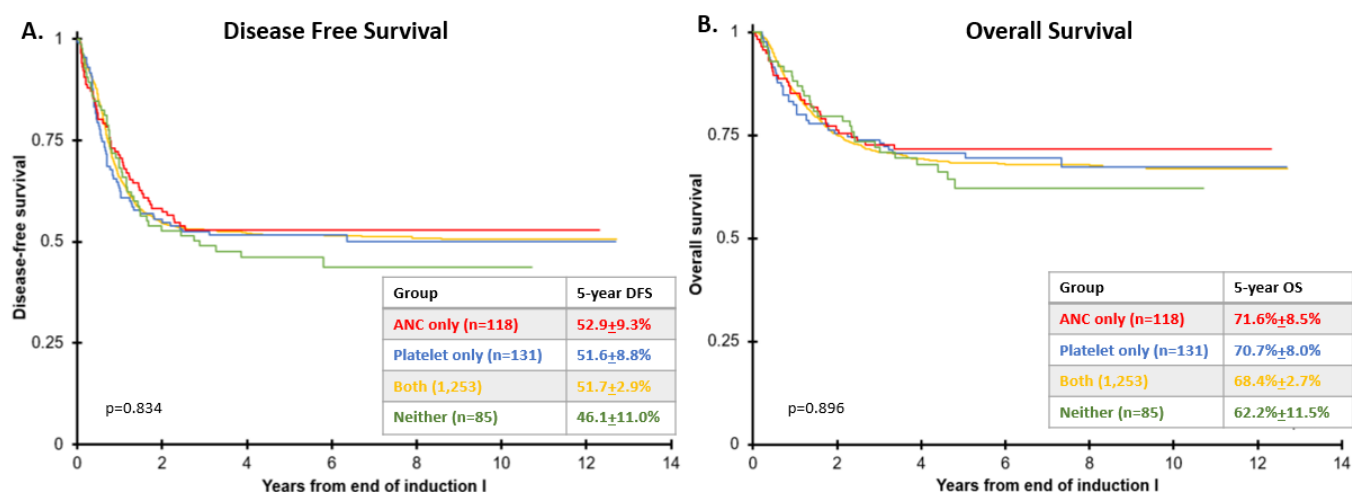 A.
Disease Free Survival
1
0.75
0.5
0.25
0
Disease-free survival
Group 5-year DFS
ANC only (n=118) 52.9±9.3%
Platelet only (n=131) 51.6±8.8%
Both (1,253) 51.7±2.9%
Neither (n=85) 46.1±11.0%
p=0.834
0 2 4 6 8 10 12 14
Years from end of induction I
B.
Overall Survival
1
0.75
0.5
0.25
0
Overall survival
Group 5-year OS
ANC only (n=118) 71.6%±8.5%
Platelet only (n=131) 70.7%±8.0%
Both (1,253) 68.4%±2.7%
Neither (n=85) 62.2%±11.5%
p=0.896
0 2 4 6 8 10 12 14
Years from end of induction I